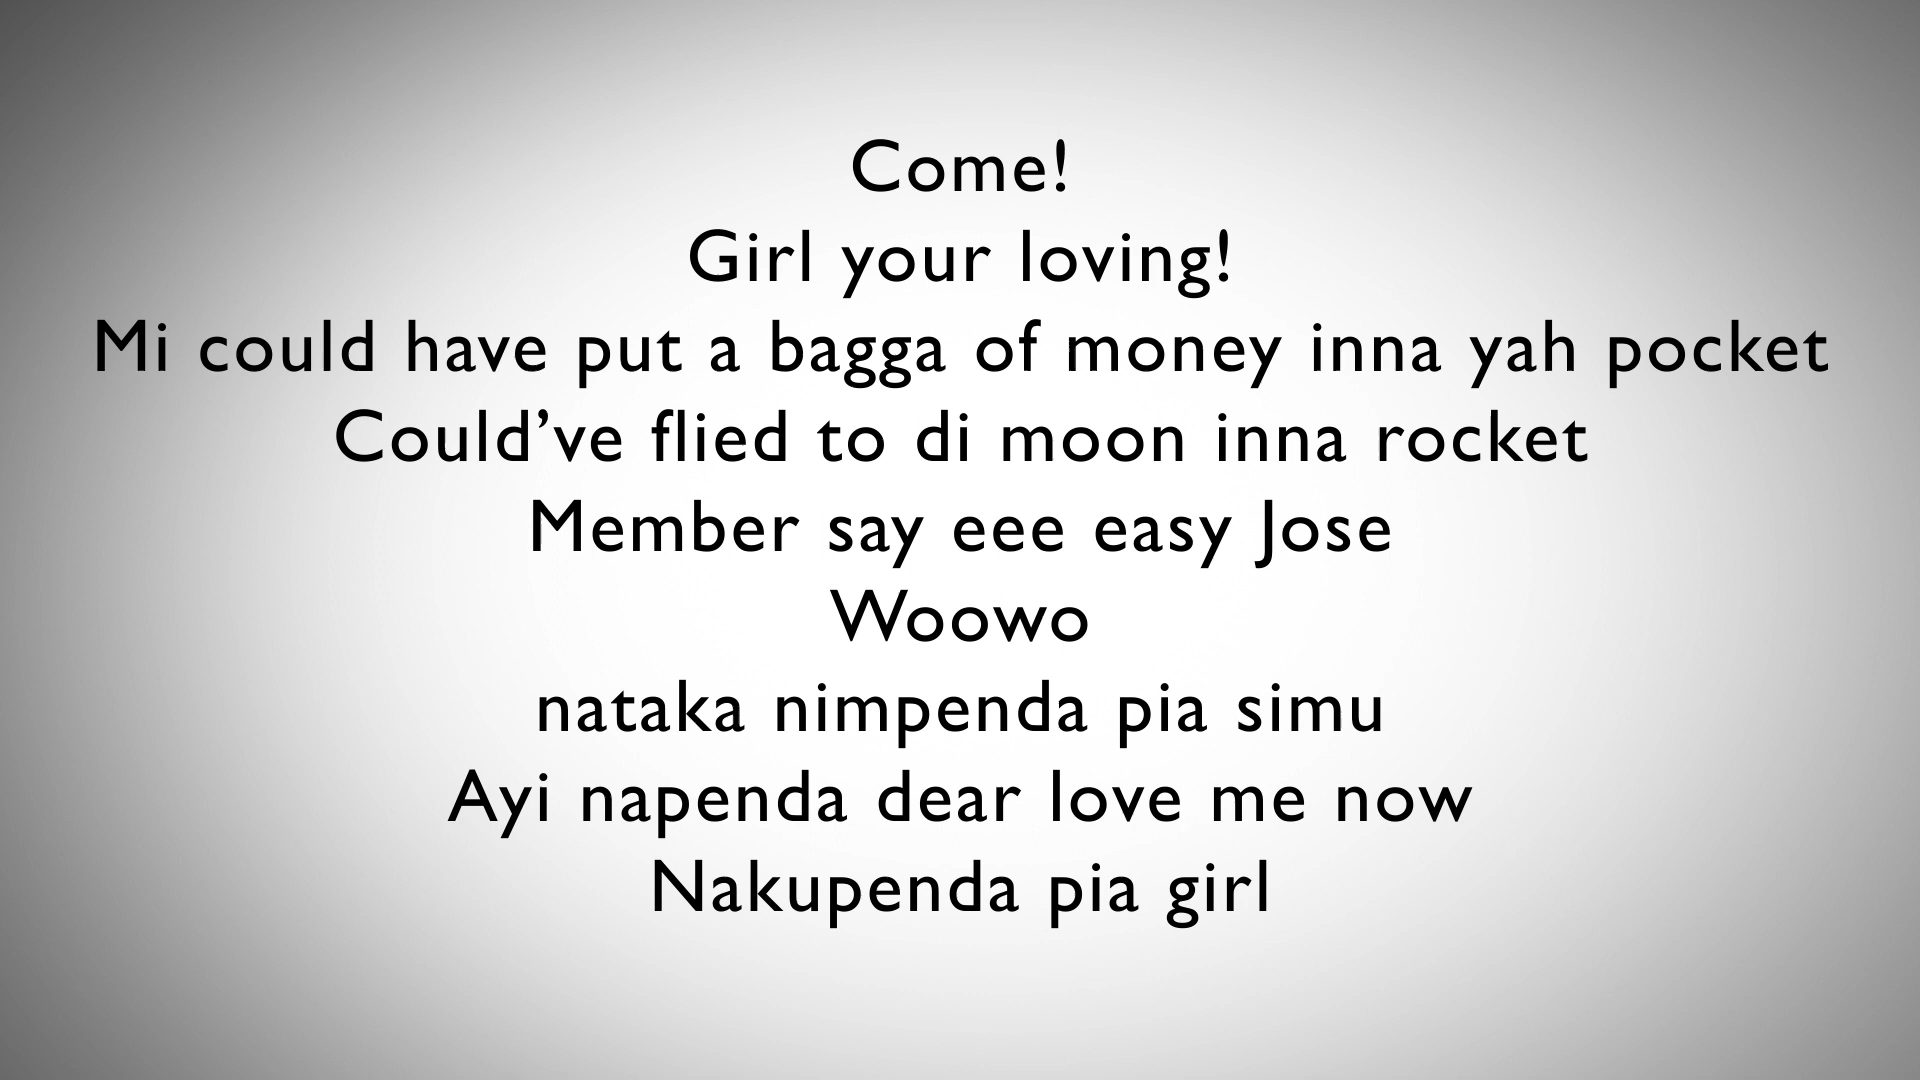 Come!
Girl your loving!
Mi could have put a bagga of money inna yah pocket
Could’ve flied to di moon inna rocket
Member say eee easy Jose
Woowo
nataka nimpenda pia simu
Ayi napenda dear love me now
Nakupenda pia girl